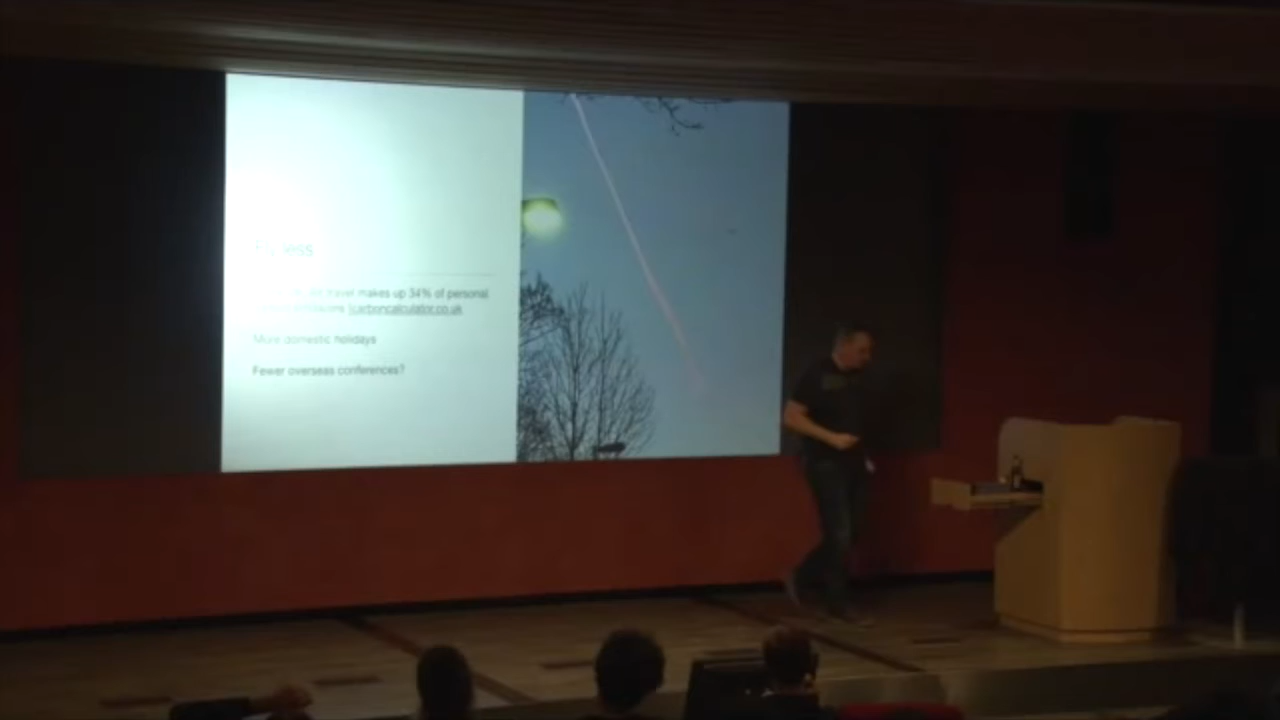 Fly less
travel makes up 34% of personal
carboncalculator.co.uk
More domestic holidays
Fewer overseas conferences?